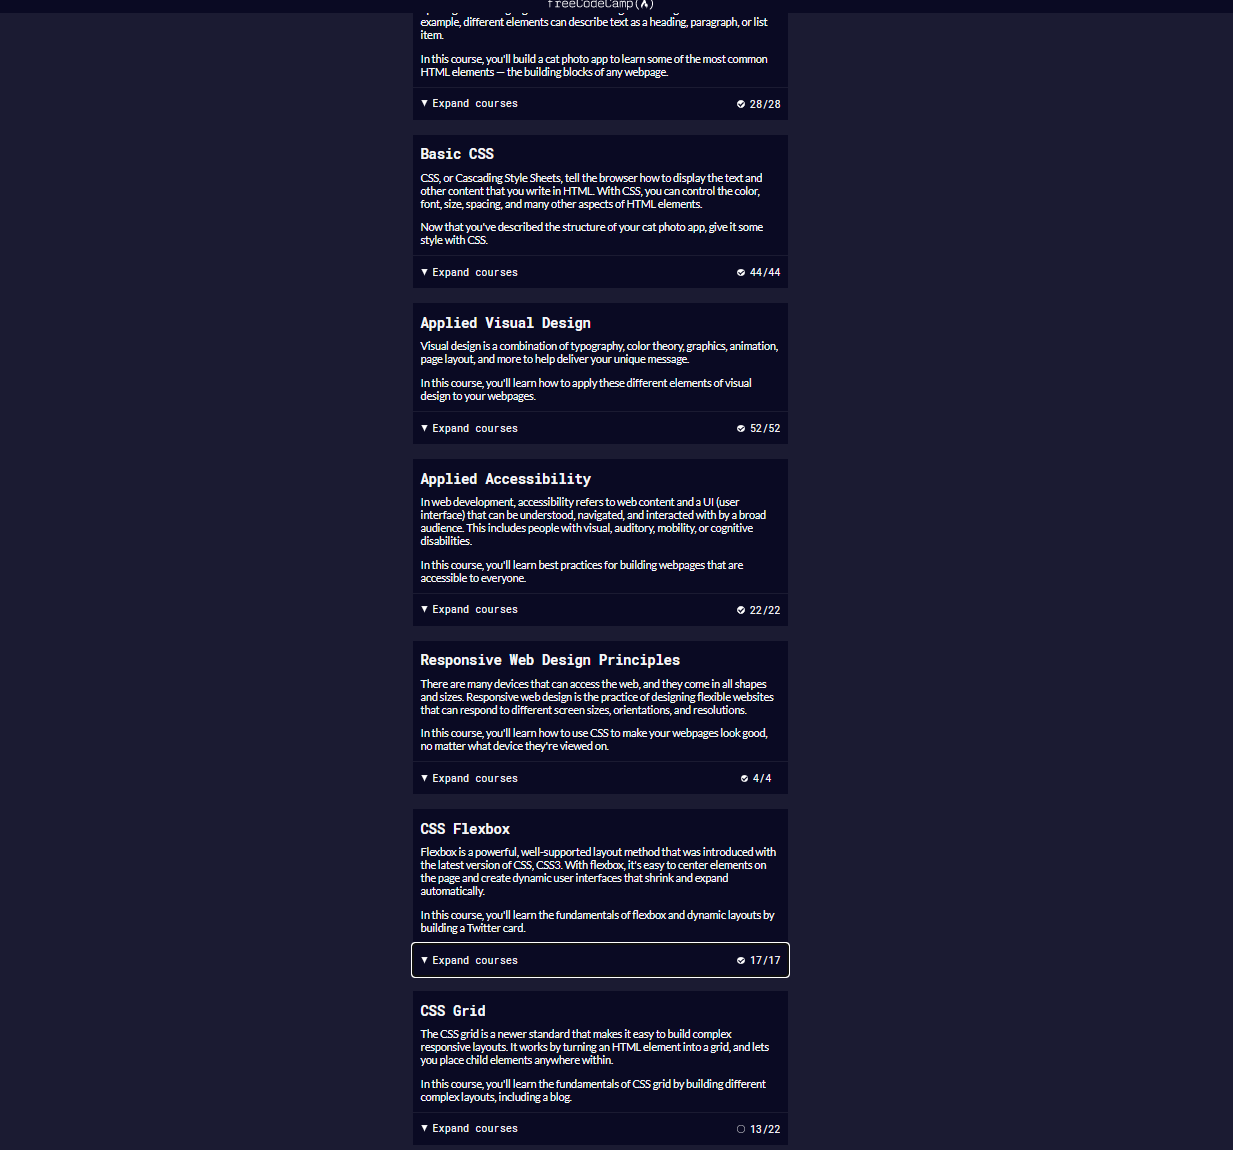 freeCodeCamp(🔥)
example, different elements can describe text as a heading, paragraph, or list
item.
In this course, you'll build a cat photo app to learn some of the most common
HTML elements — the building blocks of any webpage.
▼ Expand courses 28/28
Basic CSS
CSS, or Cascading Style Sheets, tell the browser how to display the text and
other content that you write in HTML. With CSS, you can control the color,
font, size, spacing, and many other aspects of HTML elements.
Now that you've described the structure of your cat photo app, give it some
style with CSS.
▼ Expand courses 44/44
Applied Visual Design
Visual design is a combination of typography, color theory, graphics, animation,
page layout, and more to help deliver your unique message.
In this course, you'll learn how to apply these different elements of visual
design to your webpages.
▼ Expand courses 52/52
Applied Accessibility
In web development, accessibility refers to web content and a UI (user
interface) that can be understood, navigated, and interacted with by a broad
audience. This includes people with visual, auditory, mobility, or cognitive
disabilities.
In this course, you'll learn best practices for building webpages that are
accessible to everyone.
▼ Expand courses 22/22
Responsive Web Design Principles
There are many devices that can access the web, and they come in all shapes
and sizes. Responsive web design is the practice of designing flexible websites
that can respond to different screen sizes, orientations, and resolutions.
In this course, you'll learn how to use CSS to make your webpages look good,
no matter what device they're viewed on.
▼ Expand courses 4/4
CSS Flexbox
Flexbox is a powerful, well-supported layout method that was introduced with
the latest version of CSS, CSS3. With flexbox, it's easy to center elements on
the page and create dynamic user interfaces that shrink and expand
automatically.
In this course, you'll learn the fundamentals of flexbox and dynamic layouts by
building a Twitter card.
▼ Expand courses 17/17
CSS Grid
The CSS grid is a newer standard that makes it easy to build complex
responsive layouts. It works by turning an HTML element into a grid, and lets
you place child elements anywhere within.
In this course, you'll learn the fundamentals of CSS grid by building different
complex layouts, including a blog.
▼ Expand courses 13/22